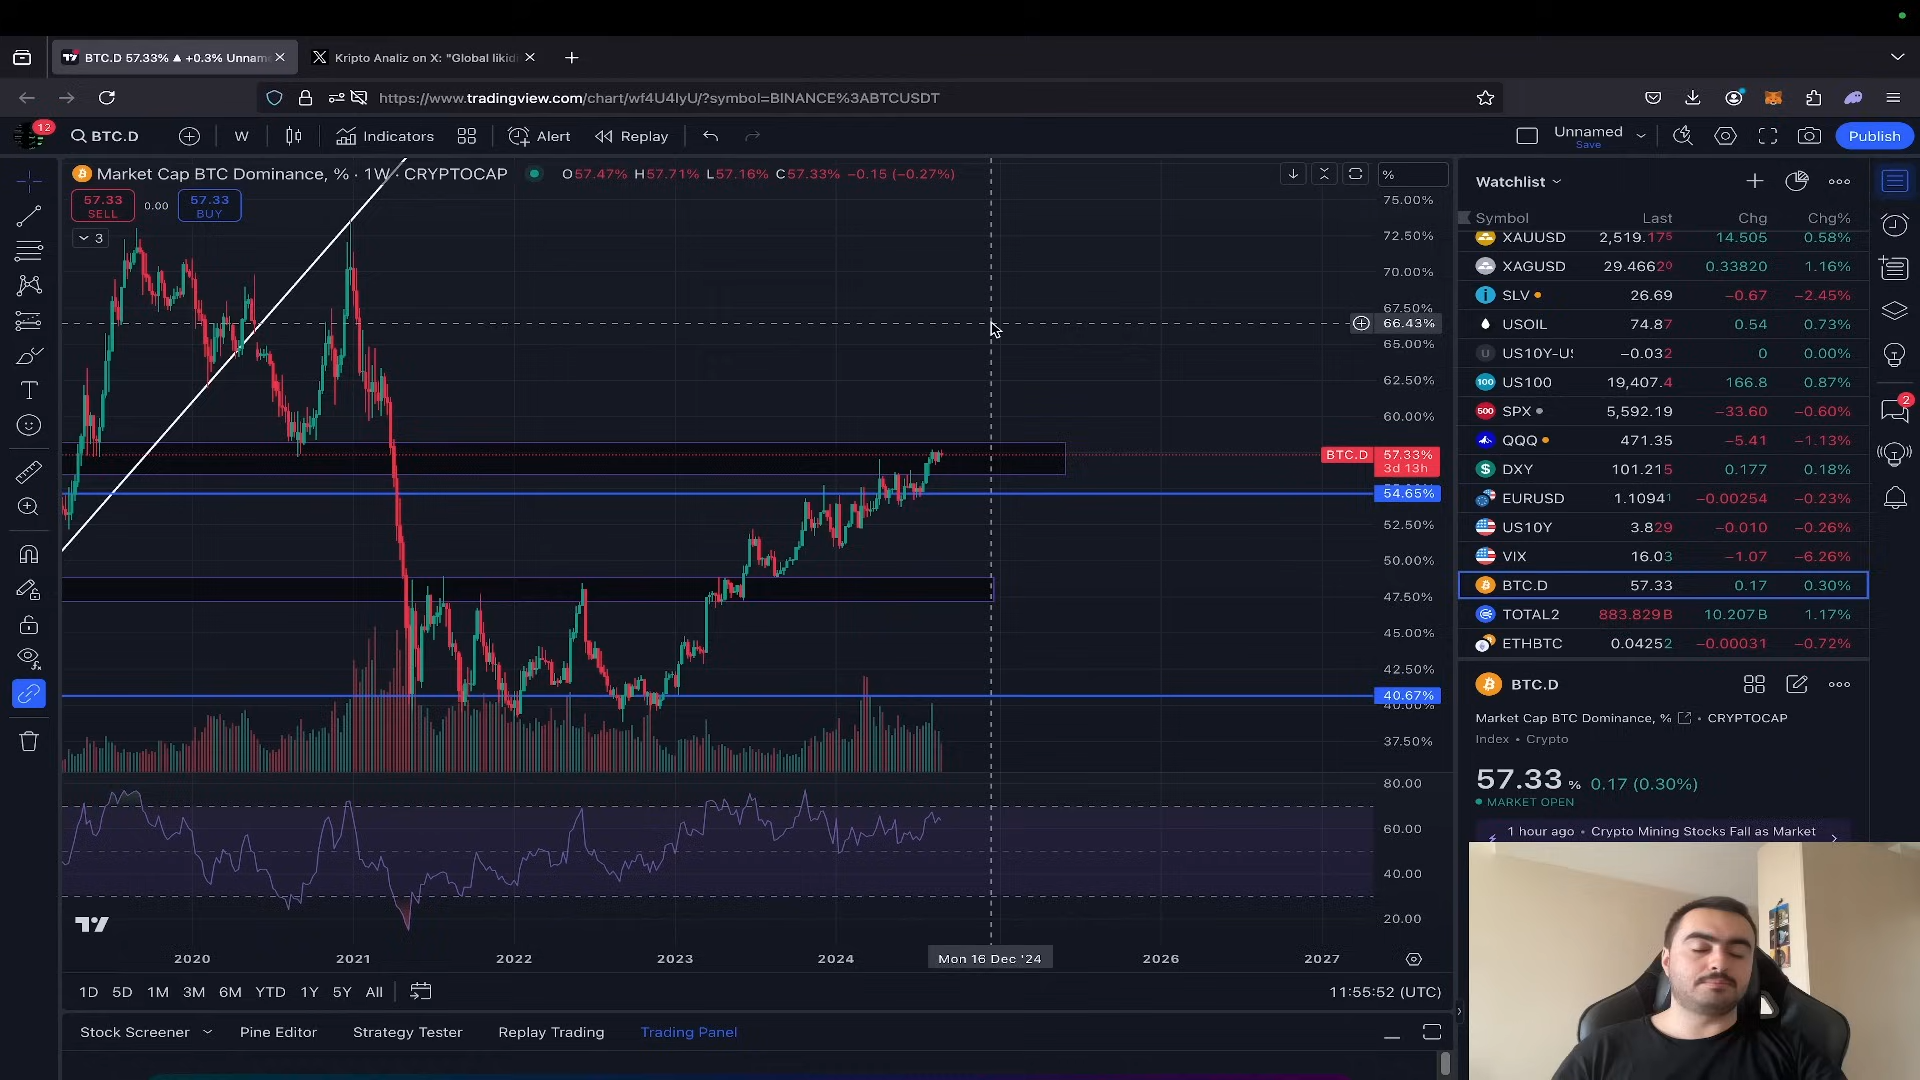 BTC.D 57.33% ▲ +0.3% Unnam
Kripto Analiz on X: "Global likid
https://www.tradingview.com/chart/wf4U4IyU/?symbol=BINANCE%3ABTCUSDT
12
BTC.D
W
Indicators
Alert
Replay
Unnamed
Save
Publish
Market Cap BTC Dominance, % · 1W · CRYPTOCAP
O57.47% H57.71% L57.16% C57.33% −0.15 (−0.27%)
%
57.33
SELL
0.00
57.33
BUY
3
75.00%
72.50%
70.00%
67.50%
66.43%
65.00%
62.50%
60.00%
BTC.D 57.33%
3d 13h
54.65%
52.50%
50.00%
47.50%
45.00%
42.50%
40.67%
40.00%
37.50%
80.00
60.00
40.00
20.00
2020 2021 2022 2023 2024 Mon 16 Dec '24 2026 2027
1D 5D 1M 3M 6M YTD 1Y 5Y All
11:55:52 (UTC)
Stock Screener Pine Editor Strategy Tester Replay Trading Trading Panel
Watchlist
Symbol Last Chg Chg%
XAUUSD 2,519.175 14.505 0.58%
XAGUSD 29.46620 0.33820 1.16%
SLV 26.69 −0.67 −2.45%
USOIL 74.87 0.54 0.73%
US10Y-US −0.032 0 0.00%
US100 19,407.4 166.8 0.87%
SPX 5,592.19 −33.60 −0.60%
QQQ 471.35 −5.41 −1.13%
DXY 101.215 0.177 0.18%
EURUSD 1.10941 −0.00254 −0.23%
US10Y 3.829 −0.010 −0.26%
VIX 16.03 −1.07 −6.26%
BTC.D 57.33 0.17 0.30%
TOTAL2 883.829B 10.207B 1.17%
ETHBTC 0.04252 −0.00031 −0.72%
2
BTC.D
Market Cap BTC Dominance, % • CRYPTOCAP
Index • Crypto
57.33 % 0.17 (0.30%)
MARKET OPEN
1 hour ago • Crypto Mining Stocks Fall as Market